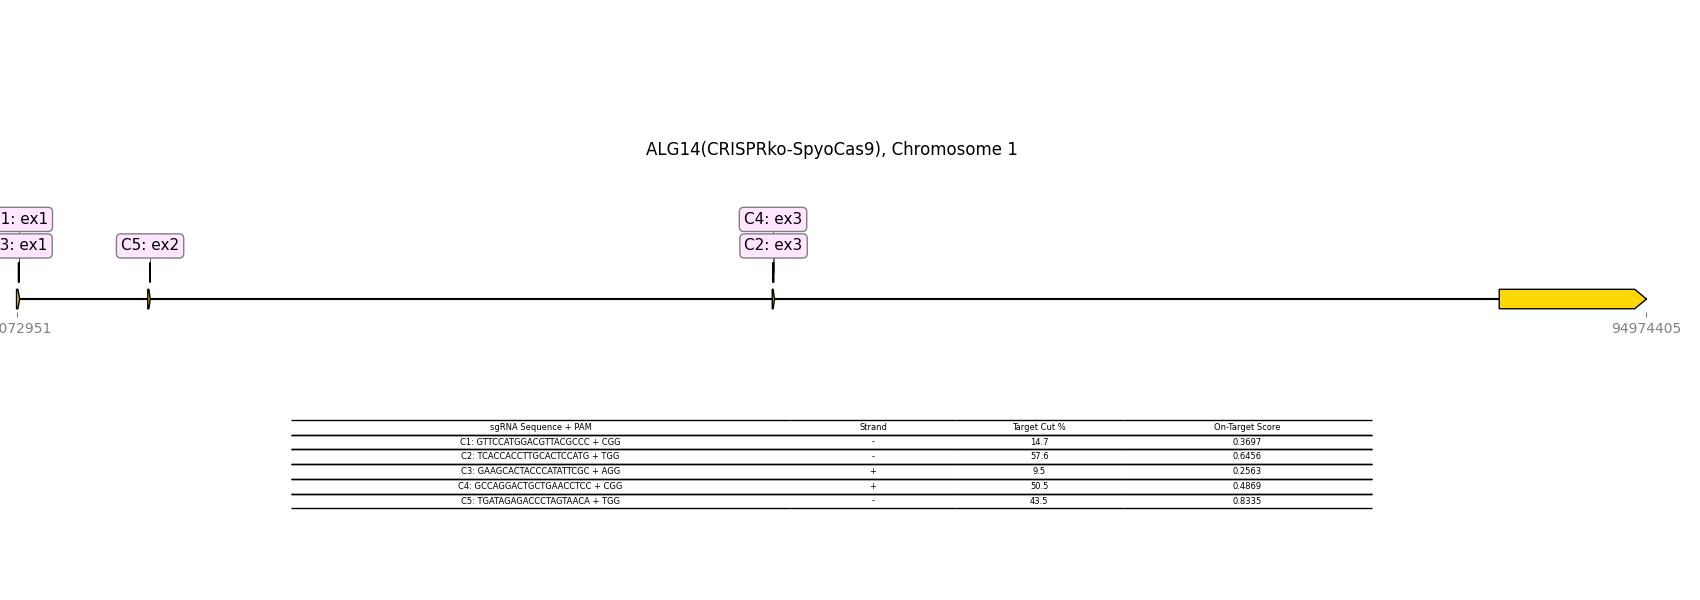 ALG14(CRISPRko-SpyoCas9), Chromosome 1
1: ex1
C4: ex3
3: ex1
C5: ex2
C2: ex3
072951
94974405
sgRNA Sequence + PAM Strand Target Cut % On-Target Score
C1: GTTCCATGGACGTTACGCCC + CGG - 14.7 0.3697
C2: TCACCACCTTGCACTCCATG + TGG - 57.6 0.6456
C3: GAAGCACTACCCATATTCGC + AGG + 9.5 0.2563
C4: GCCAGGACTGCTGAACCTCC + CGG + 50.5 0.4869
C5: TGATAGAGACCCTAGTAACA + TGG - 43.5 0.8335